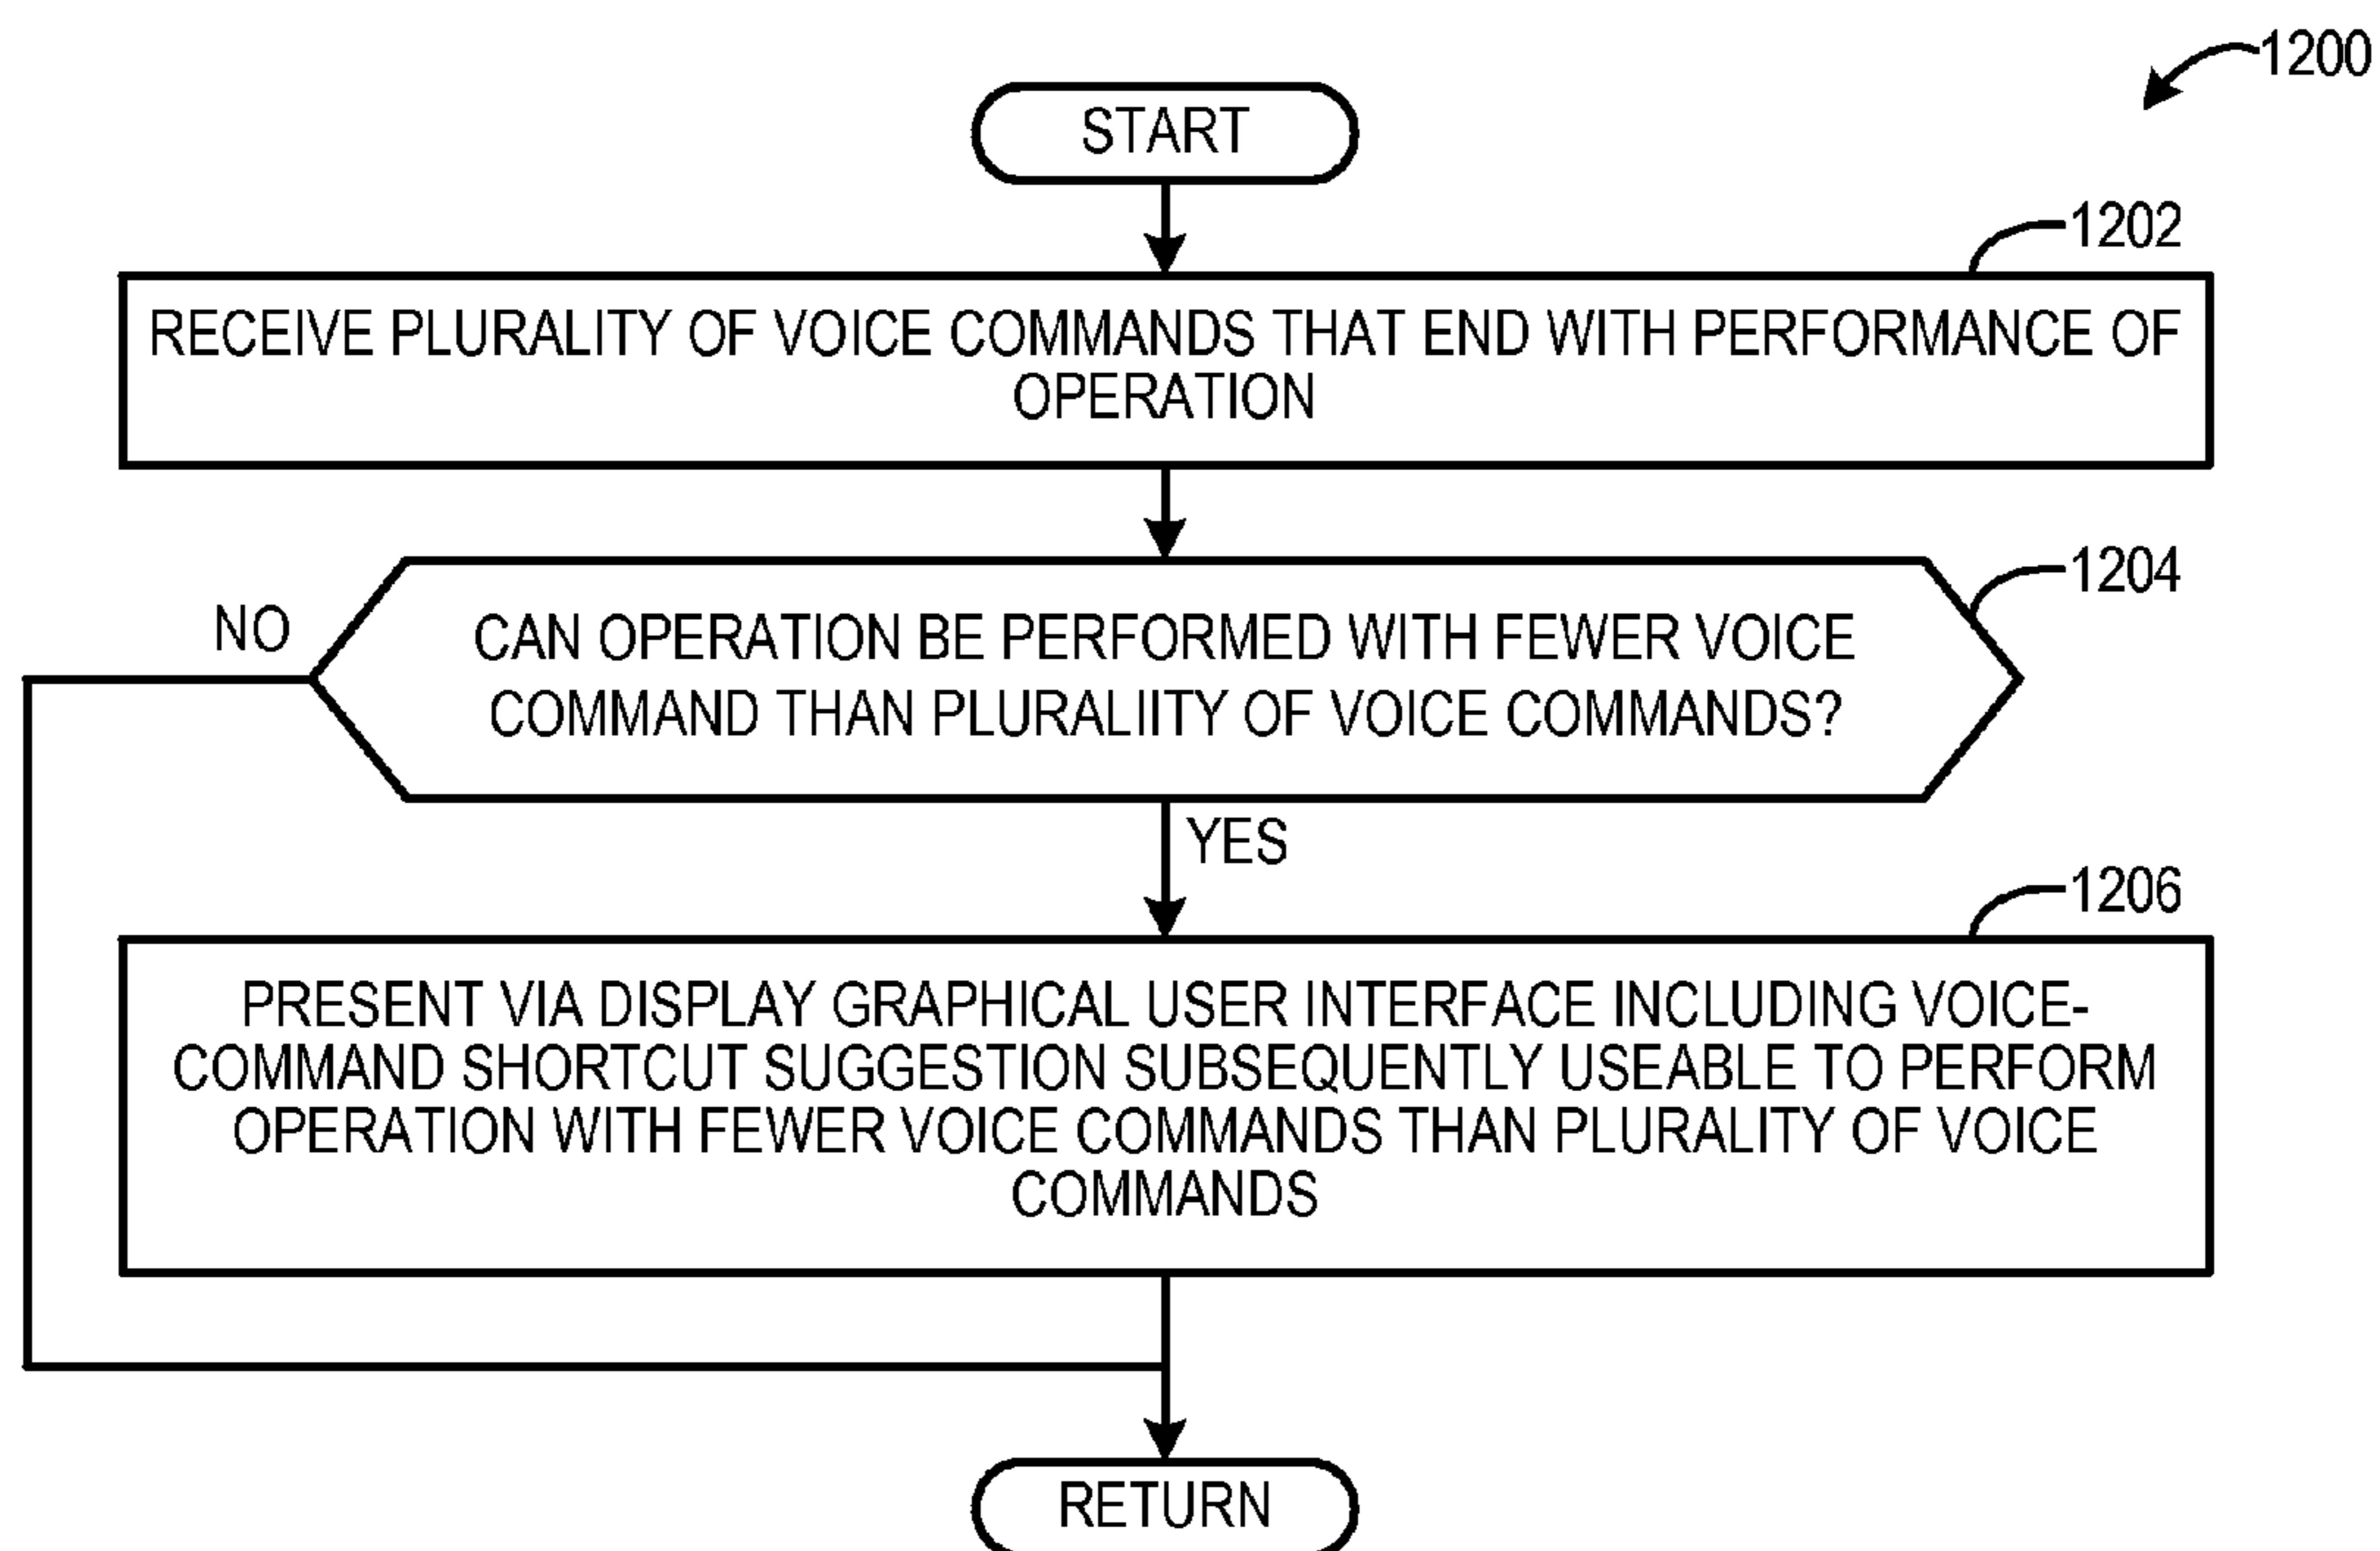 1200
START
1202
RECEIVE PLURALITY OF VOICE COMMANDS THAT END WITH PERFORMANCE OF
OPERATION
1204
NO
CAN OPERATION BE PERFORMED WITH FEWER VOICE
COMMAND THAN PLURALIITY OF VOICE COMMANDS?
YES
1206
PRESENT VIA DISPLAY GRAPHICAL USER INTERFACE INCLUDING VOICE-
COMMAND SHORTCUT SUGGESTION SUBSEQUENTLY USEABLE TO PERFORM
OPERATION WITH FEWER VOICE COMMANDS THAN PLURALITY OF VOICE
COMMANDS
RETURN